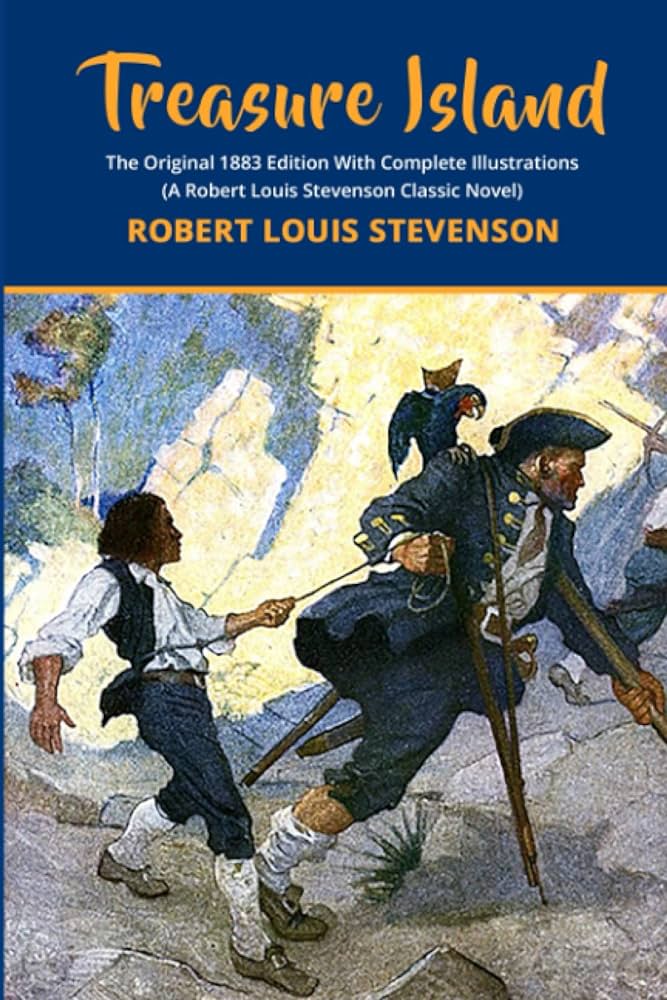 Treasure Island
The Original 1883 Edition With Complete Illustrations
(A Robert Louis Stevenson Classic Novel)
ROBERT LOUIS STEVENSON